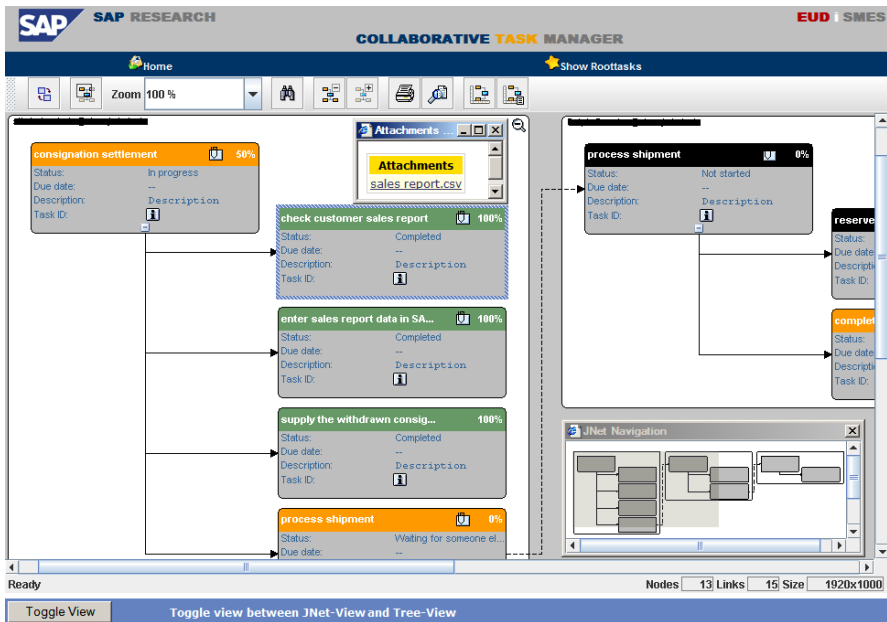 SAP
SAP RESEARCH
EUD I SMES
COLLABORATIVE TASK MANAGER
Home
Show Roottasks
Zoom 100 %
Attachments ...
Attachments
sales report.csv
consignation settlement 50%
Status: In progress
Due date: --
Description: Description
Task ID:
check customer sales report 100%
Status: Completed
Due date: --
Description: Description
Task ID:
enter sales report data in SA... 100%
Status: Completed
Due date: --
Description: Description
Task ID:
supply the withdrawn consig... 100%
Status: Completed
Due date: --
Description: Description
Task ID:
process shipment 0%
Status: Waiting for someone el...
Due date: --
process shipment 0%
Status: Not started
Due date: --
Description: Description
Task ID:
reserve
Status:
Due date
Descripti
Task ID:
complet
Status:
Due date
Descripti
Task ID:
JNet Navigation
Ready
Nodes 13 Links 15 Size 1920x1000
Toggle View
Toggle view between JNet-View and Tree-View